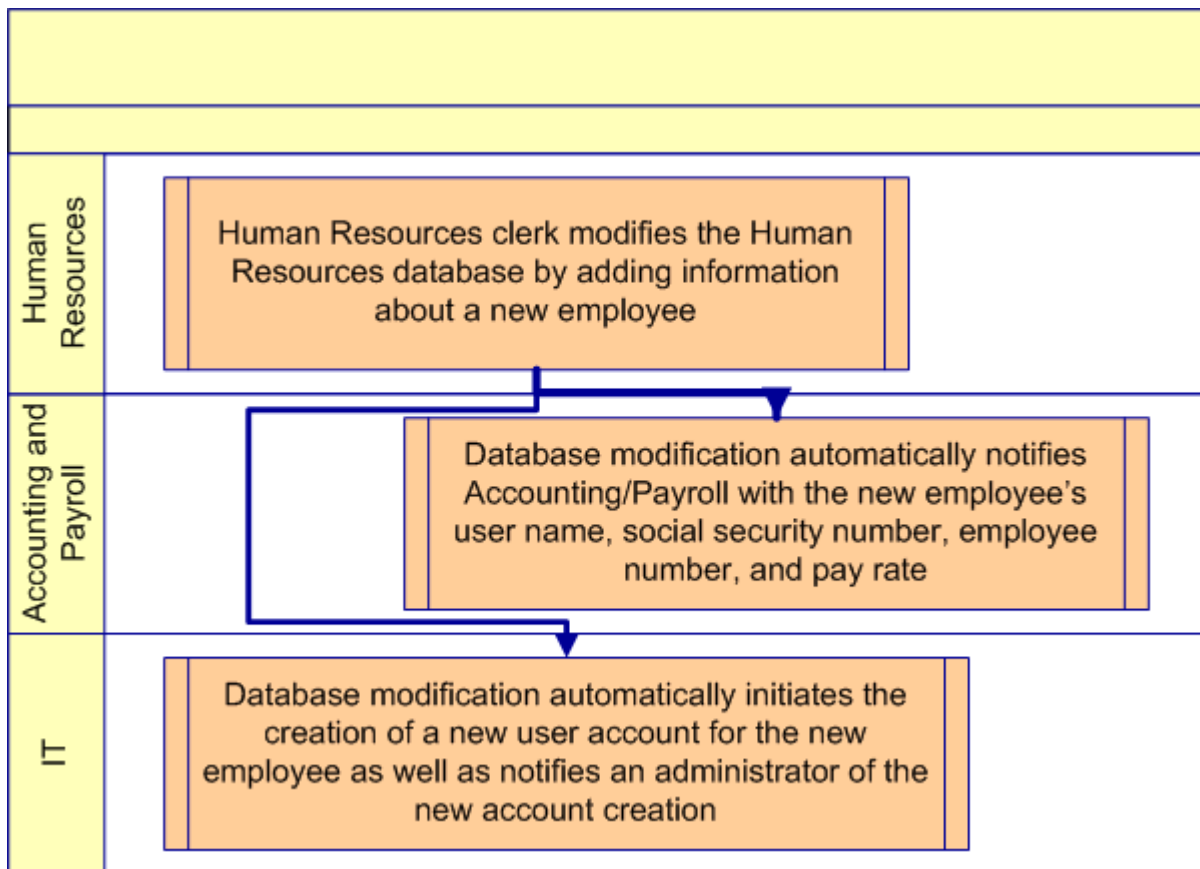 Human
Resources
Human Resources clerk modifies the Human
Resources database by adding information
about a new employee
Accounting and
Payroll
Database modification automatically notifies
Accounting/Payroll with the new employee’s
user name, social security number, employee
number, and pay rate
IT
Database modification automatically initiates the
creation of a new user account for the new
employee as well as notifies an administrator of the
new account creation